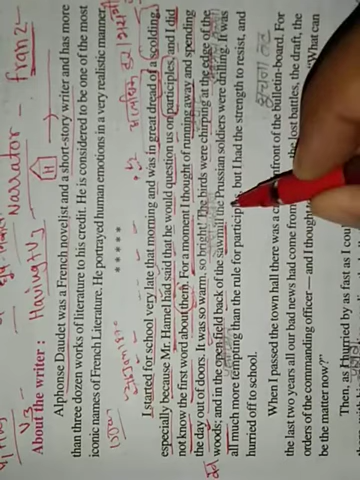 Narrator - franz
Having + V3
V3
About the writer :
Alphonse Daudet was a French novelist and a short-story writer and has more
than three dozen works of literature to his credit. He is considered to be one of the most
iconic names of French Literature. He portrayed human emotions in a very realistic manner.
*****
I started for school very late that morning and was in great dread of a scolding,
especially because M. Hamel had said that he would question us on participles, and I did
not know the first word about them. For a moment I thought of running away and spending
the day out of doors. It was so warm, so bright! The birds were chirping at the edge of the
woods; and in the open field back of the sawmill the Prussian soldiers were drilling. It was
all much more tempting than the rule for participles, but I had the strength to resist, and
hurried off to school.
When I passed the town hall there was a c in front of the bulletin-board. For
the last two years all our bad news had come from the lost battles, the draft, the
orders of the commanding officer — and I thought "What can
be the matter now?"
Then, as I hurried by as fast as I cou